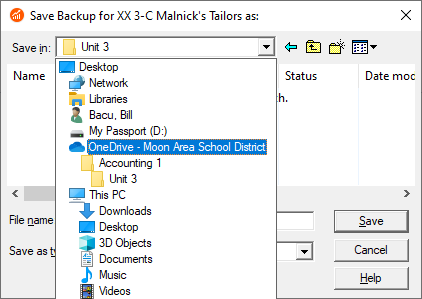 Save Backup for XX 3-C Malnick's Tailors as:
Save in: Unit 3
Name Status Date mod
Desktop
Network
Libraries
Bacu, Bill
My Passport (D:)
OneDrive - Moon Area School District
Accounting 1
Unit 3
This PC
Downloads
Desktop
3D Objects
Documents
Music
Videos
ch.
File name
Save as ty
Save
Cancel
Help